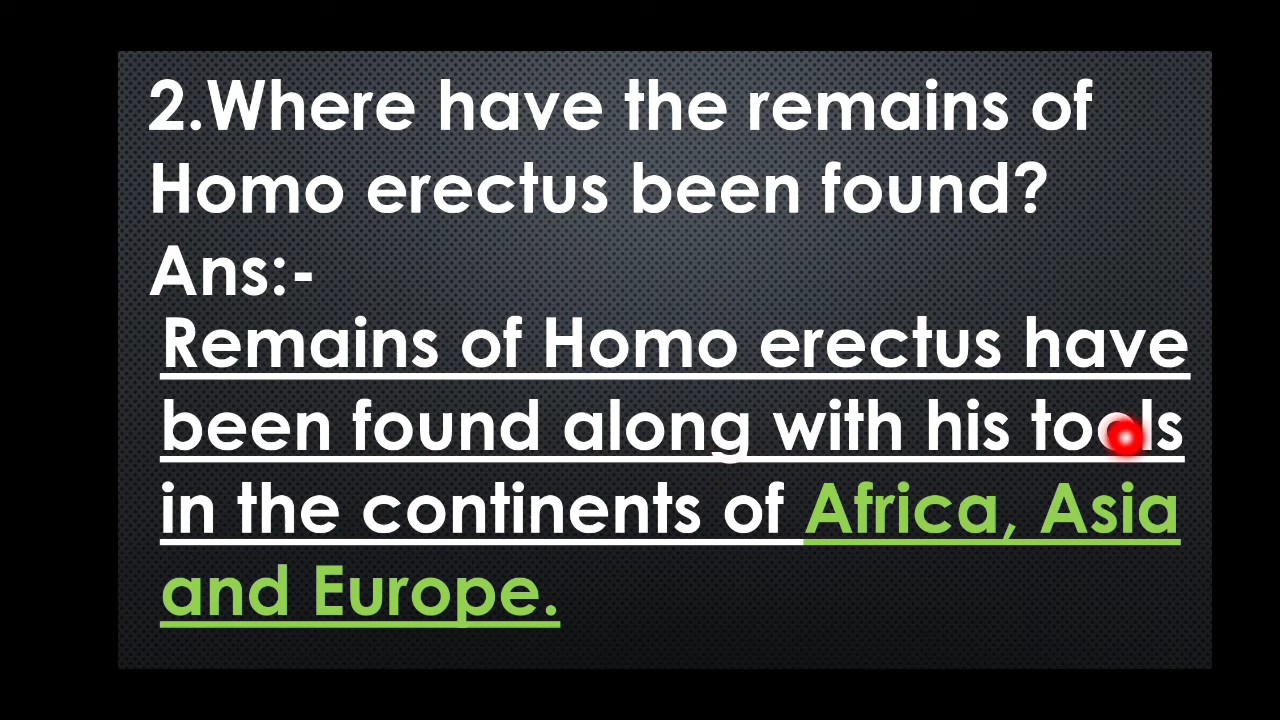 2.Where have the remains of
Homo erectus been found?
Ans:-
Remains of Homo erectus have
been found along with his tools
in the continents of Africa, Asia
and Europe.